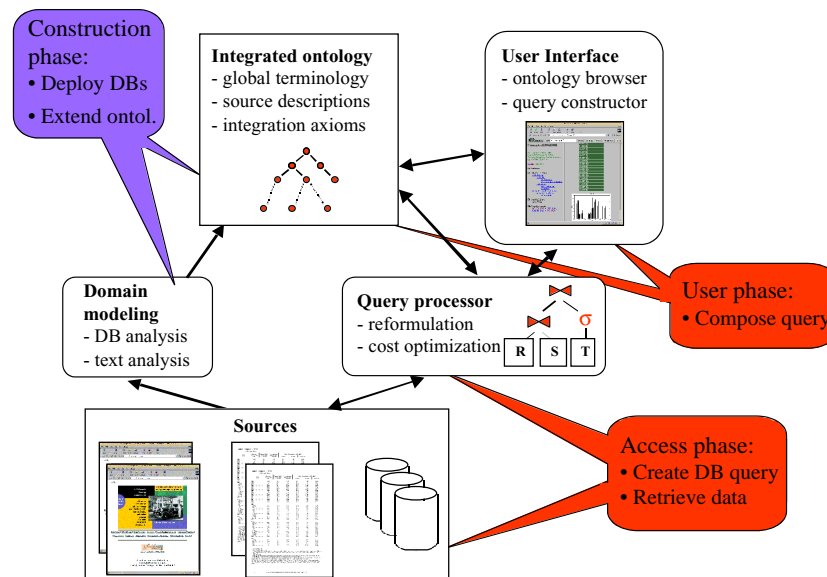 Construction
phase:
• Deploy DBs
• Extend ontol.
Integrated ontology
- global terminology
- source descriptions
- integration axioms
User Interface
- ontology browser
- query constructor
Domain
modeling
- DB analysis
- text analysis
Query processor
- reformulation
- cost optimization
σ
R S T
User phase:
• Compose query
Sources
Access phase:
• Create DB query
• Retrieve data